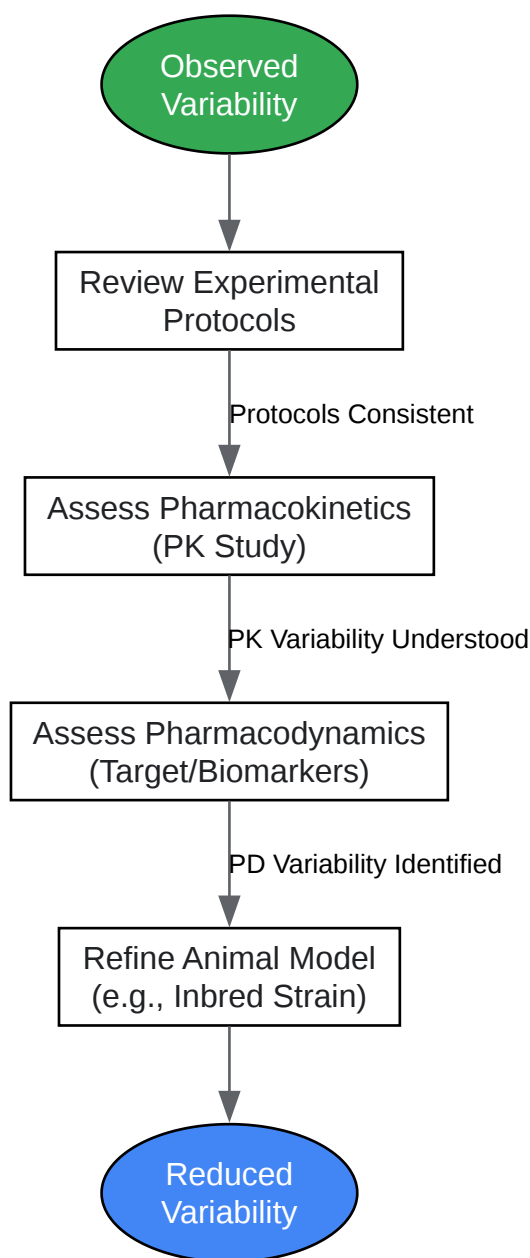 Observed
Variability
Review Experimental
Protocols
Protocols Consistent
Assess Pharmacokinetics
(PK Study)
PK Variability Understood
Assess Pharmacodynamics
(Target/Biomarkers)
PD Variability Identified
Refine Animal Model
(e.g., Inbred Strain)
Reduced
Variability